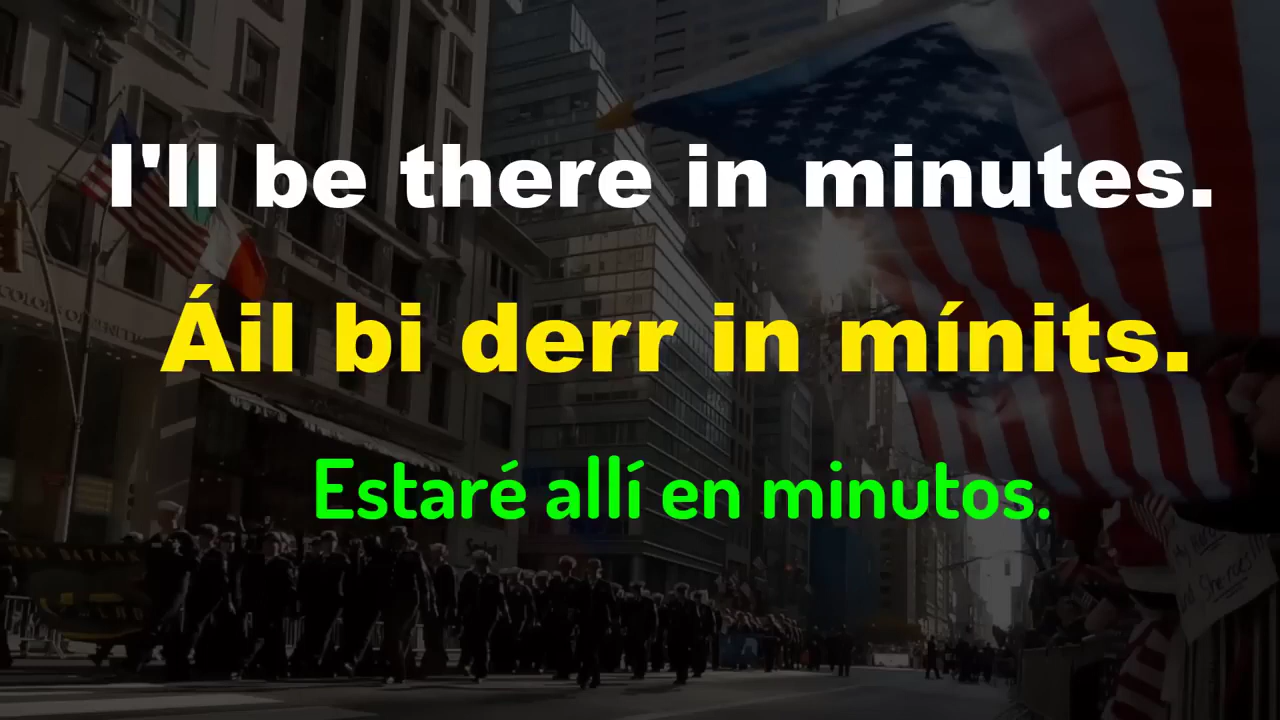 I'll be there in minutes.
Áil bi derr in mínits.
Estaré allí en minutos.